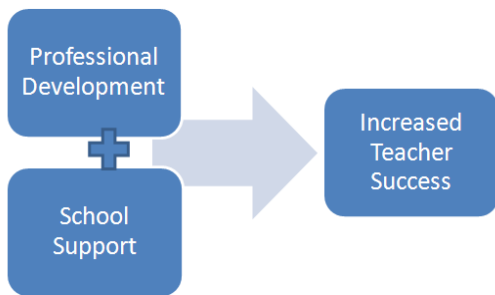 Professional
Development
School
Support
Increased
Teacher
Success